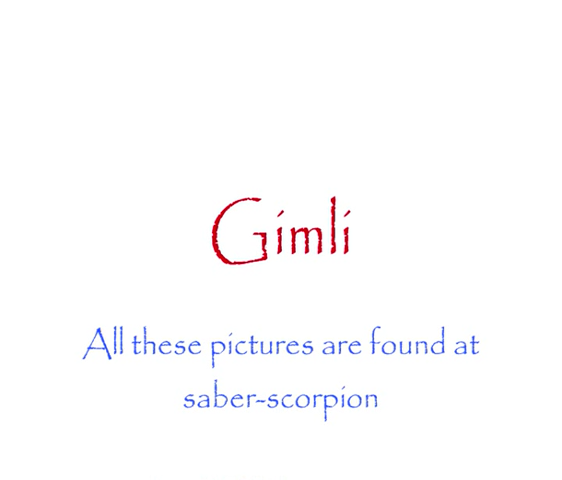 Gimli
All these pictures are found at
saber-scorpion